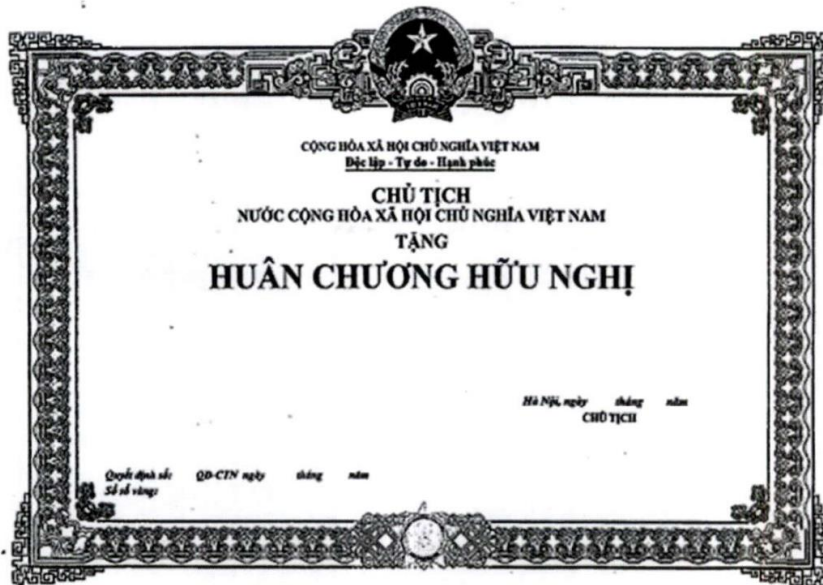 CỘNG HÒA XÃ HỘI CHỦ NGHĨA VIỆT NAM
Độc lập - Tự do - Hạnh phúc
CHỦ TỊCH
NƯỚC CỘNG HÒA XÃ HỘI CHỦ NGHĨA VIỆT NAM
TẶNG
HUÂN CHƯƠNG HỮU NGHỊ
Hà Nội, ngày tháng năm
CHỦ TỊCH
Quyết định số: QĐ-CTN ngày tháng năm
Số sổ vàng: